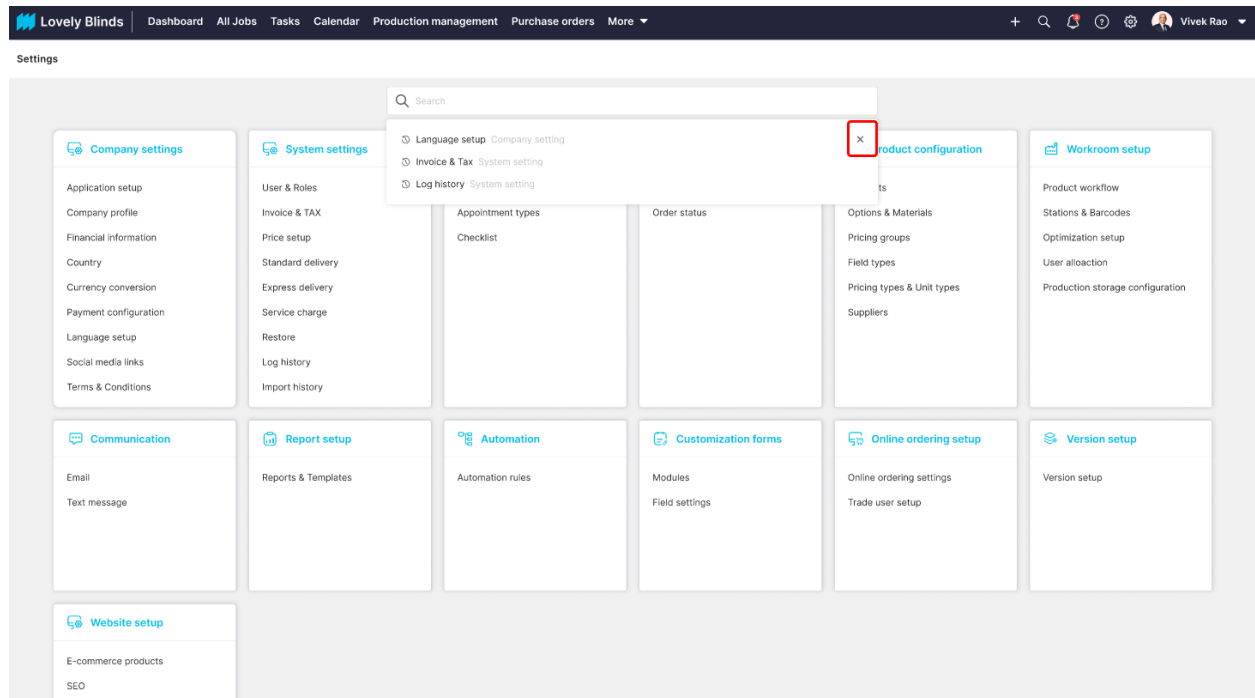 Lovely Blinds Dashboard All Jobs Tasks Calendar Production management Purchase orders More Vivek Rao
Settings
Search
Language setup Company setting
Invoice & Tax System setting
Log history System setting
Company settings
Application setup
Company profile
Financial information
Country
Currency conversion
Payment configuration
Language setup
Social media links
Terms & Conditions
System settings
User & Roles
Invoice & TAX
Price setup
Standard delivery
Express delivery
Service charge
Restore
Log history
Import history
Appointment types
Checklist
Order status
roduct configuration
ts
Options & Materials
Pricing groups
Field types
Pricing types & Unit types
Suppliers
Workroom setup
Product workflow
Stations & Barcodes
Optimization setup
User alloaction
Production storage configuration
Communication
Email
Text message
Report setup
Reports & Templates
Automation
Automation rules
Customization forms
Modules
Field settings
Online ordering setup
Online ordering settings
Trade user setup
Version setup
Version setup
Website setup
E-commerce products
SEO